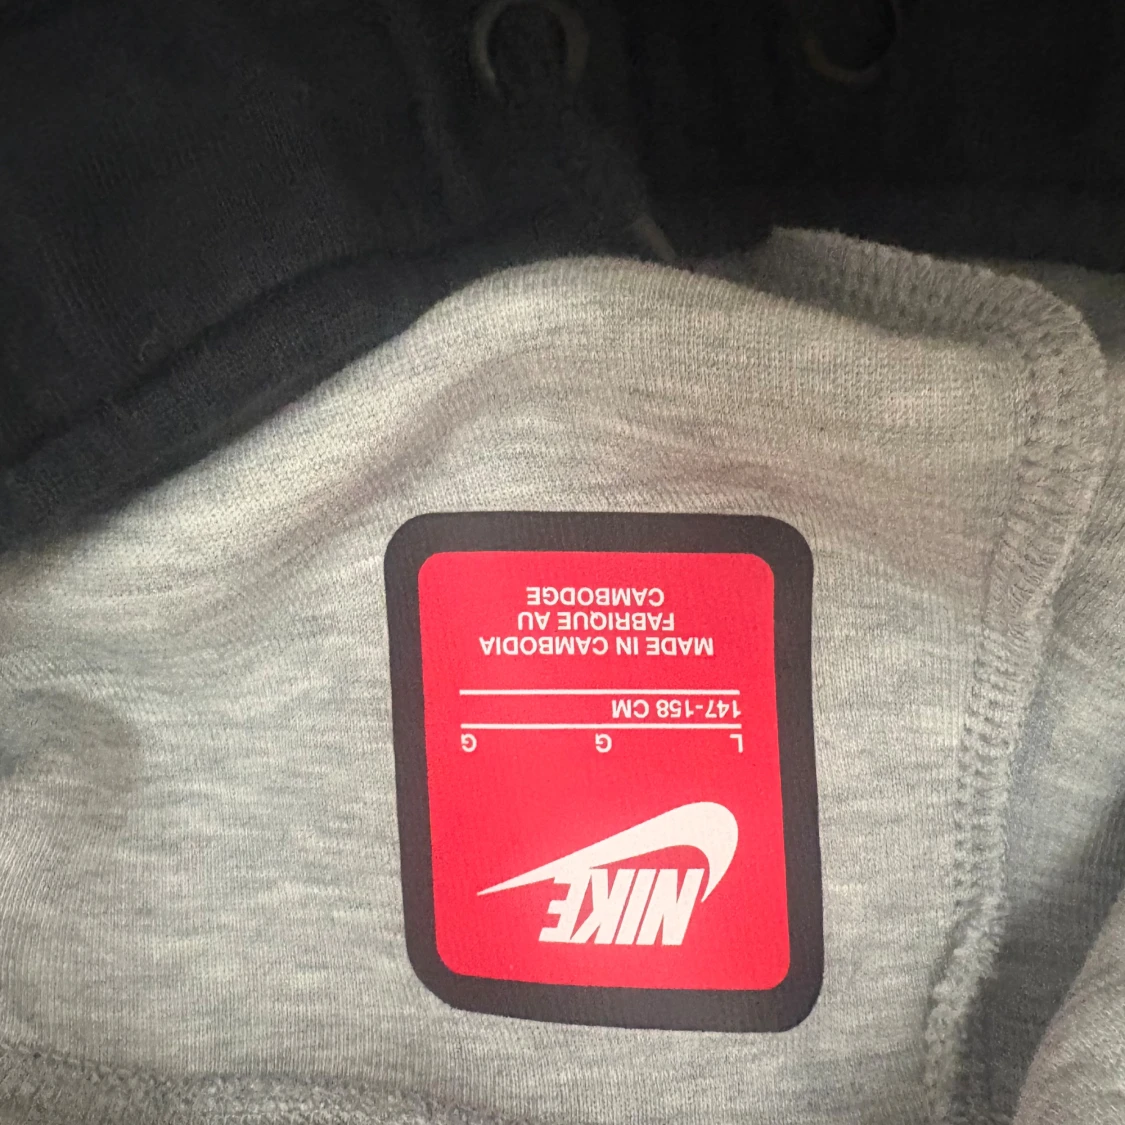 NIKE
L G G
147-158 CM
MADE IN CAMBODIA
FABRIQUE AU
CAMBODGE